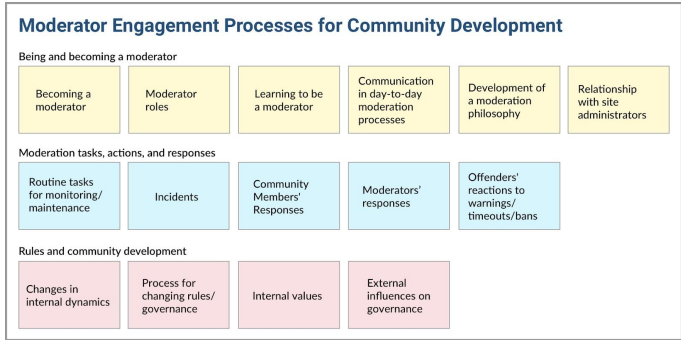 Moderator Engagement Processes for Community Development
Being and becoming a moderator
Becoming a
moderator
Moderator
roles
Learning to be
a moderator
Communication
in day-to-day
moderation
processes
Development of
a moderation
philosophy
Relationship
with site
administrators
Moderation tasks, actions, and responses
Routine tasks
for monitoring/
maintenance
Incidents
Community
Members'
Responses
Moderators'
responses
Offenders'
reactions to
warnings/
timeouts/bans
Rules and community development
Changes in
internal dynamics
Process for
changing rules/
governance
Internal values
External
influences on
governance